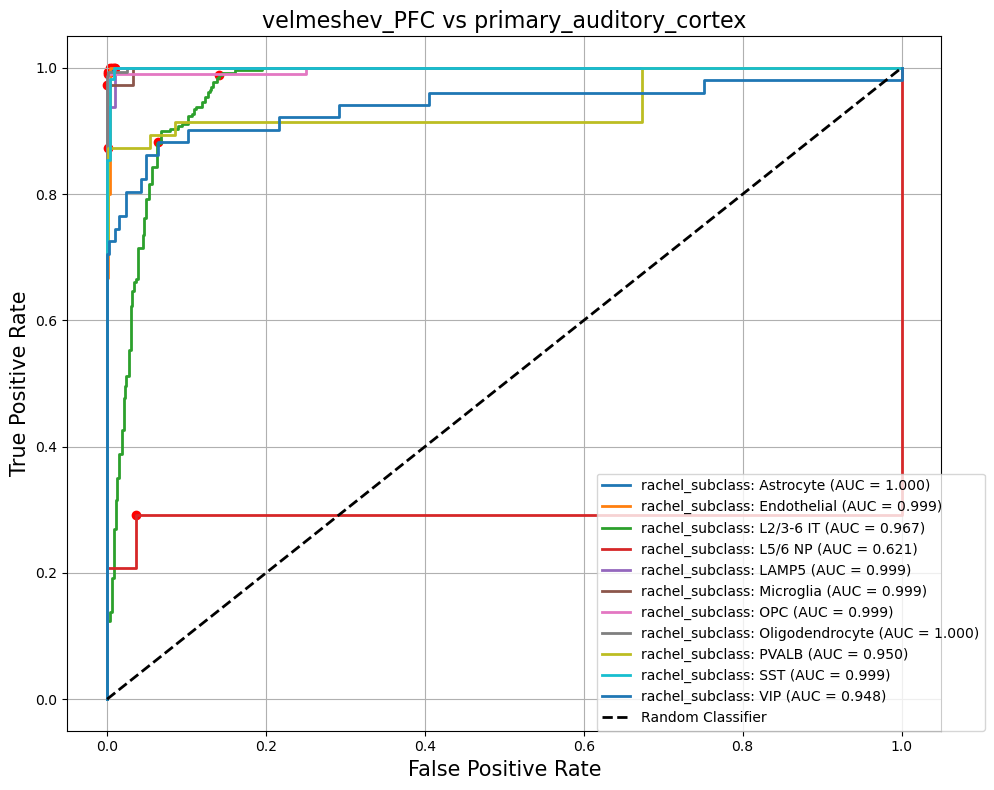 velmeshev_PFC vs primary_auditory_cortex
True Positive Rate
1.0
0.8
0.6
0.4
0.2
0.0
0.0 0.2 0.4 0.6 0.8 1.0
False Positive Rate
rachel_subclass: Astrocyte (AUC = 1.000)
rachel_subclass: Endothelial (AUC = 0.999)
rachel_subclass: L2/3-6 IT (AUC = 0.967)
rachel_subclass: L5/6 NP (AUC = 0.621)
rachel_subclass: LAMP5 (AUC = 0.999)
rachel_subclass: Microglia (AUC = 0.999)
rachel_subclass: OPC (AUC = 0.999)
rachel_subclass: Oligodendrocyte (AUC = 1.000)
rachel_subclass: PVALB (AUC = 0.950)
rachel_subclass: SST (AUC = 0.999)
rachel_subclass: VIP (AUC = 0.948)
Random Classifier